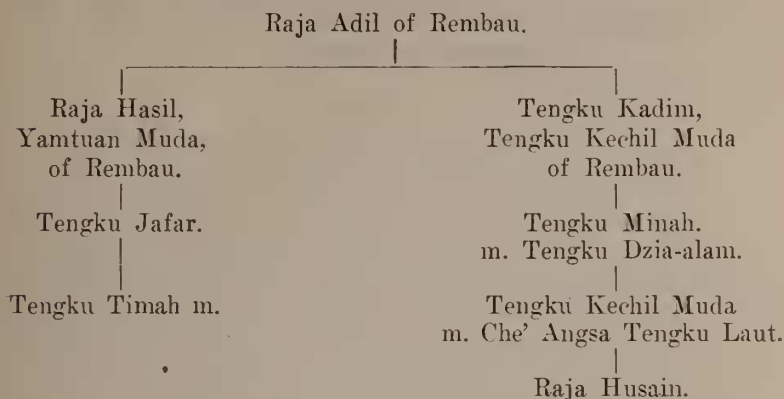 Raja Adil of Rembau.
Raja Hasil,
Yamtuan Muda,
of Rembau.
Tengku Jafar.
Tengku Timah m.
Tengku Kadim,
Tengku Kechil Muda
of Rembau.
Tengku Minah.
m. Tengku Dzia-alam.
Tengku Kechil Muda
m. Che' Angsa Tengku Laut.
Raja Husain.